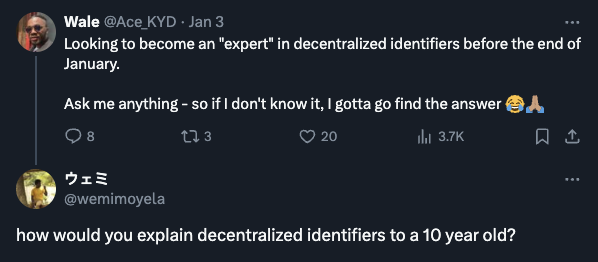 Wale @Ace_KYD · Jan 3
Looking to become an "expert" in decentralized identifiers before the end of
January.
Ask me anything - so if I don't know it, I gotta go find the answer 😂🙏🏽
8 3 20 3.7K
ウェミ
@wemimoyela
how would you explain decentralized identifiers to a 10 year old?